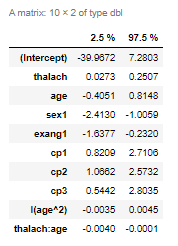 A matrix: 10 × 2 of type dbl
2.5 % 97.5 %
(Intercept) -39.9672 7.2803
thalach 0.0273 0.2507
age -0.4051 0.8148
sex1 -2.4130 -1.0059
exang1 -1.6377 -0.2320
cp1 0.8209 2.7106
cp2 1.0662 2.5732
cp3 0.5442 2.8035
I(age^2) -0.0035 0.0045
thalach:age -0.0040 -0.0001